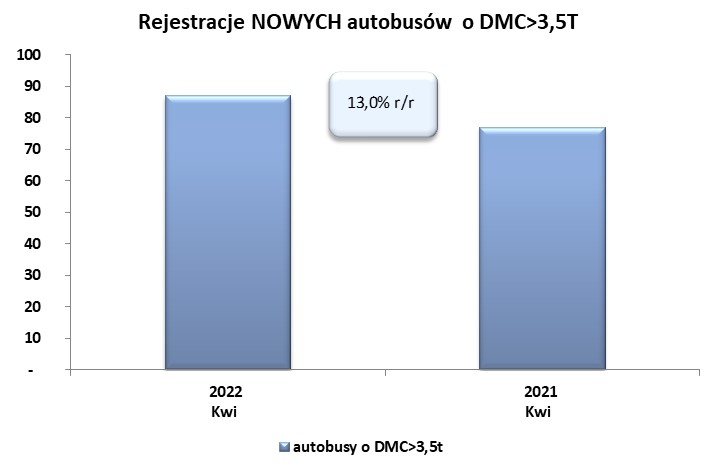 Rejestracje NOWYCH autobusów o DMC>3,5T
100
90
80
70
60
50
40
30
20
10
-
13,0% r/r
2022
Kwi
2021
Kwi
autobusy o DMC>3,5t